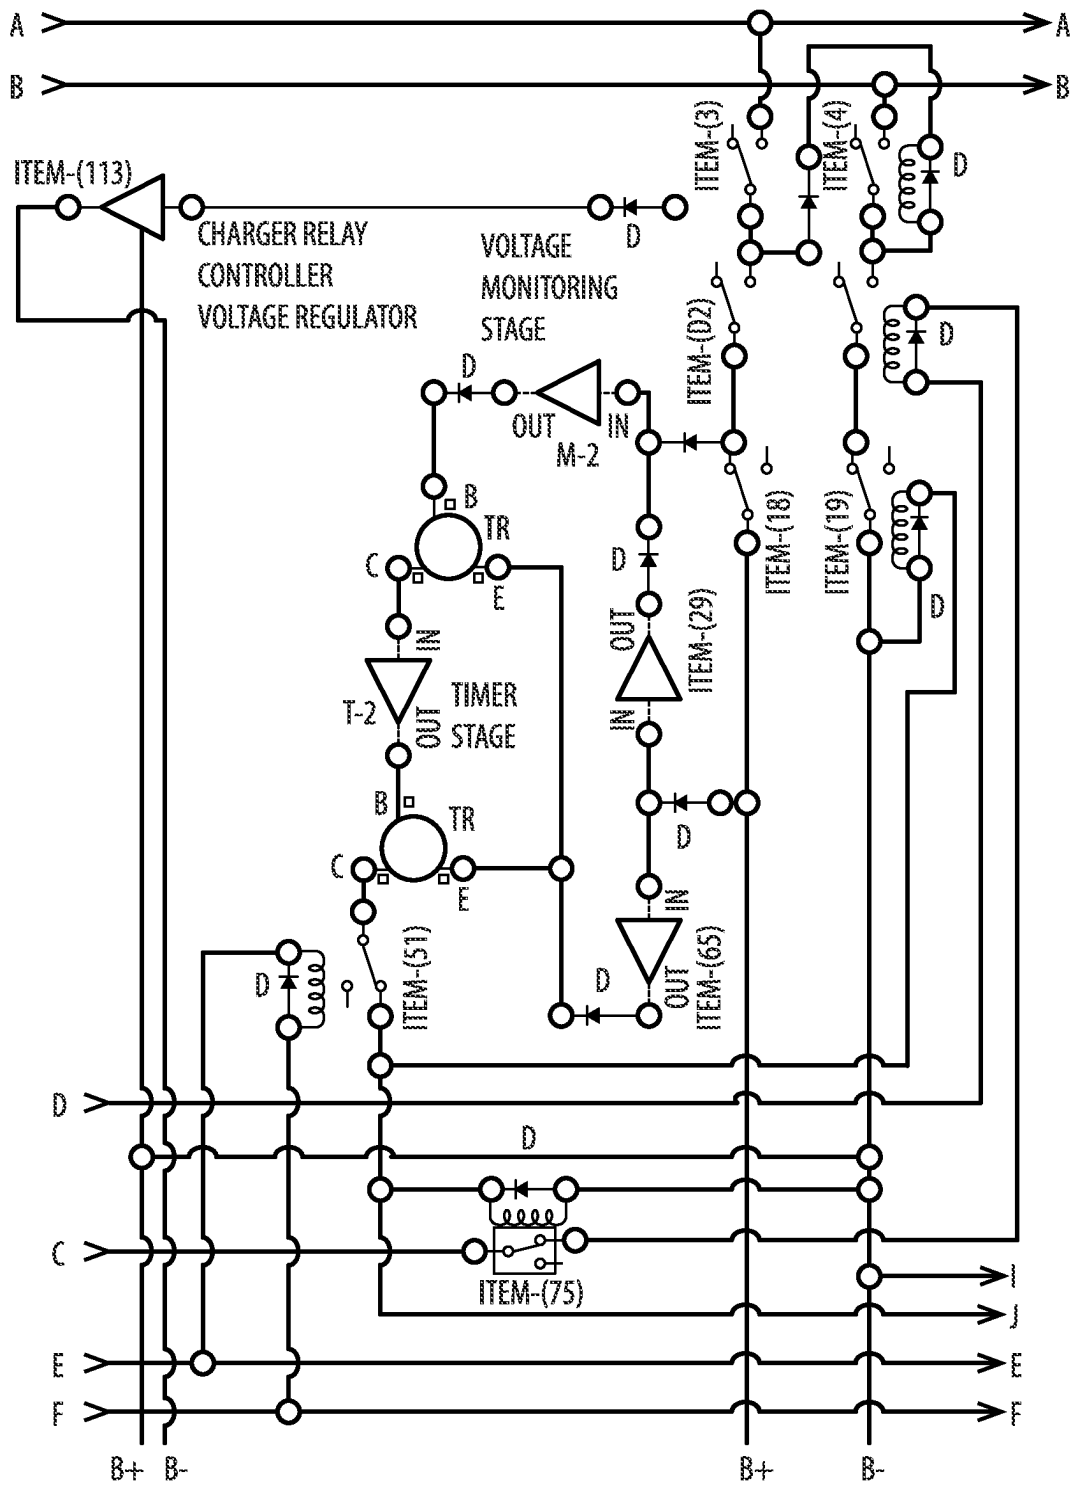 A
A
B
B
ITEM-(3)
ITEM-(4)
D
ITEM-(113)
CHARGER RELAY
CONTROLLER
VOLTAGE REGULATOR
VOLTAGE
MONITORING
STAGE
D
ITEM-(D2)
D
D
OUT
IN
M-2
B
TR
C
E
D
ITEM-(18)
ITEM-(19)
D
IN
OUT
ITEM-(29)
T-2
TIMER
STAGE
OUT
IN
B
TR
D
C
E
IN
ITEM-(51)
D
D
OUT
ITEM-(65)
D
D
C
ITEM-(75)
I
J
E
E
F
F
B+
B-
B+
B-